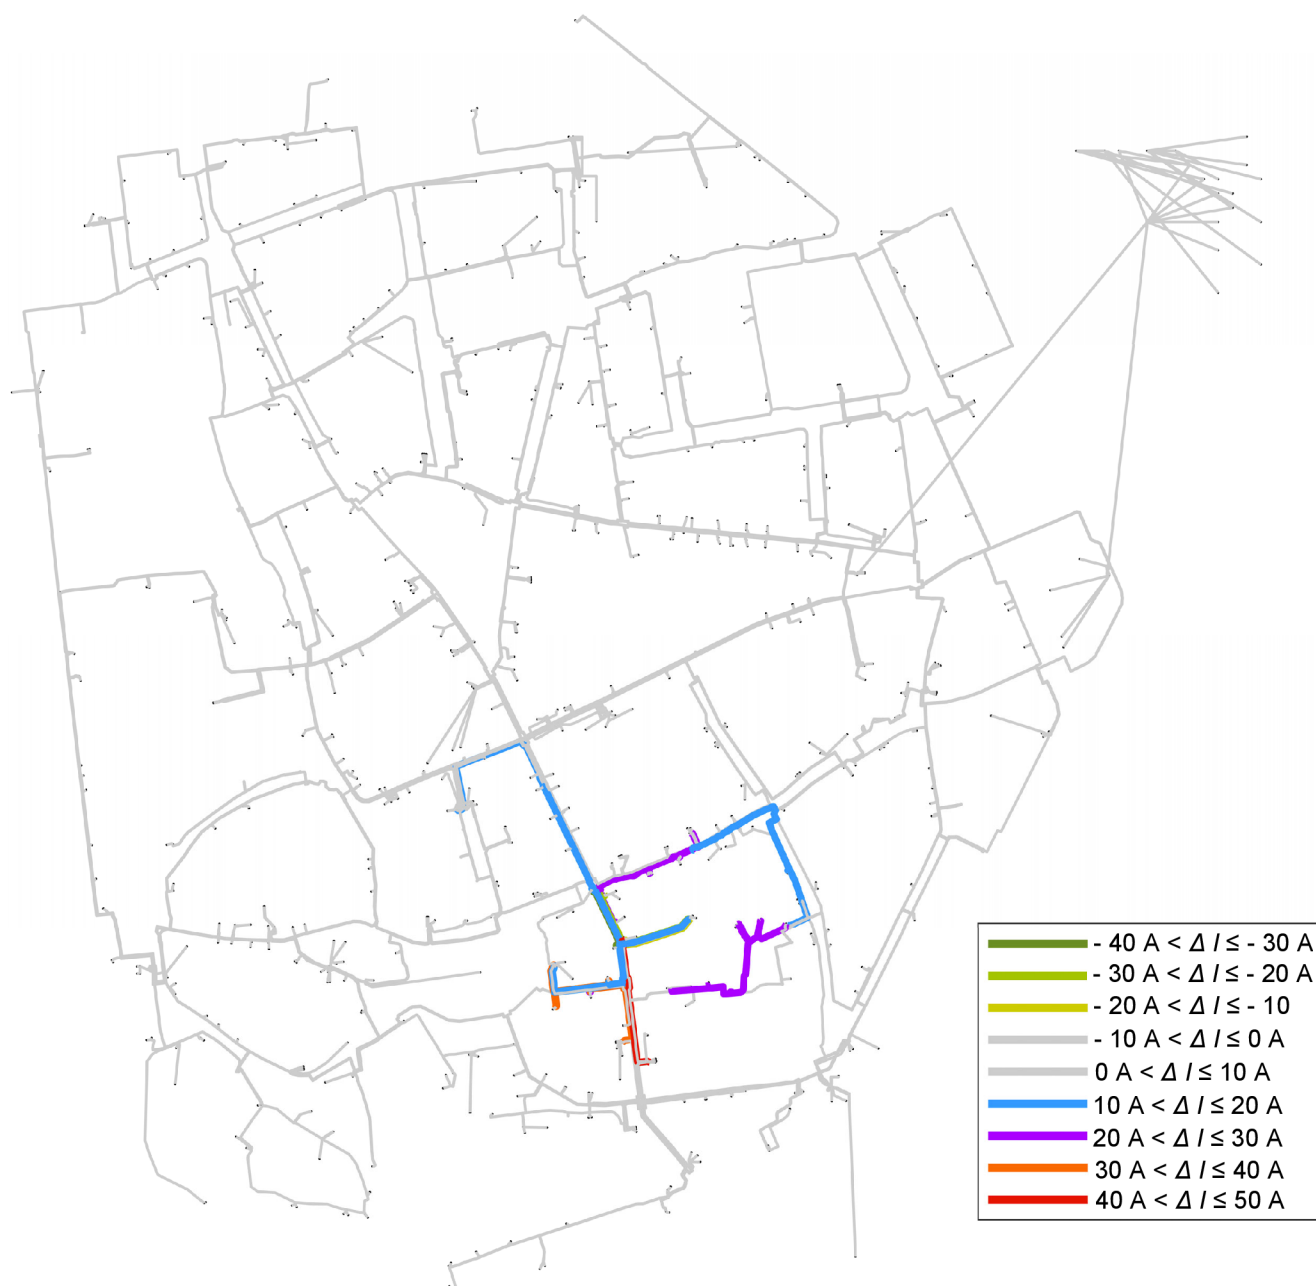 - 40 A < Δ I ≤ - 30 A
- 30 A < Δ I ≤ - 20 A
- 20 A < Δ I ≤ - 10
- 10 A < Δ I ≤ 0 A
0 A < Δ I ≤ 10 A
10 A < Δ I ≤ 20 A
20 A < Δ I ≤ 30 A
30 A < Δ I ≤ 40 A
40 A < Δ I ≤ 50 A